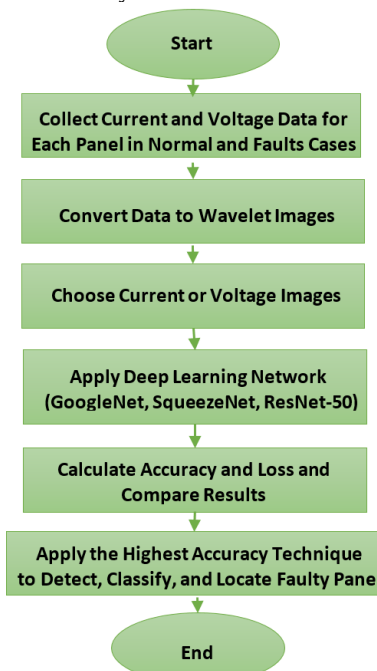 Start
Collect Current and Voltage Data for
Each Panel in Normal and Faults Cases
Convert Data to Wavelet Images
Choose Current or Voltage Images
Apply Deep Learning Network
(GoogleNet, SqueezeNet, ResNet-50)
Calculate Accuracy and Loss and
Compare Results
Apply the Highest Accuracy Technique
to Detect, Classify, and Locate Faulty Pane
End